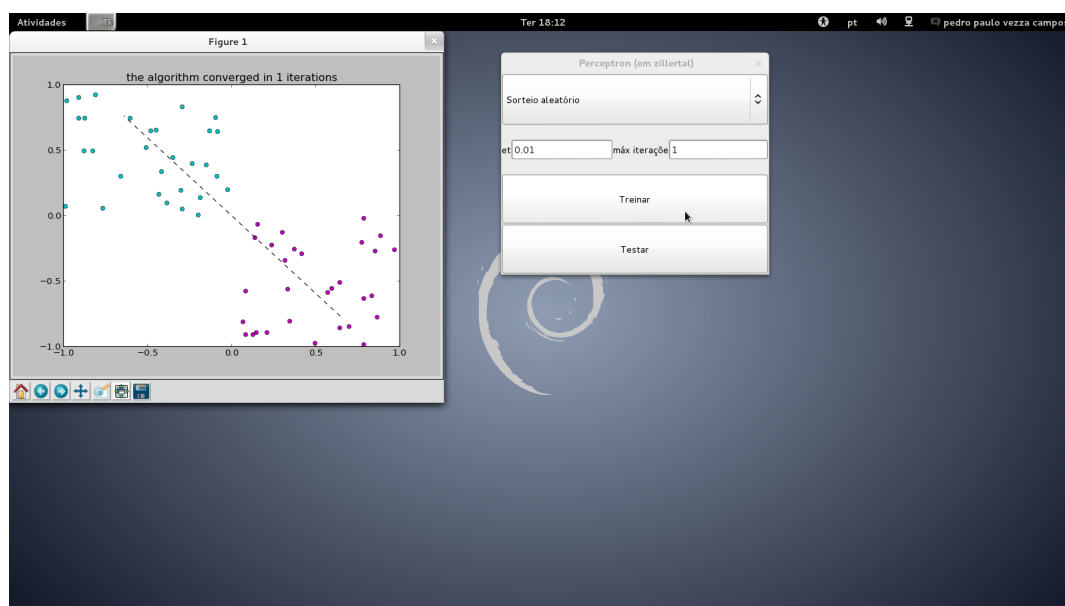 Atividades Tk Ter 18:12 pt pedro paulo vezza campos
Figure 1
the algorithm converged in 1 iterations
1.0
0.5
0.0
−0.5
−1.0
−1.0 −0.5 0.0 0.5 1.0
Perceptron (em zillertal)
Sorteio aleatório
et 0.01 máx iteraçõe 1
Treinar
Testar